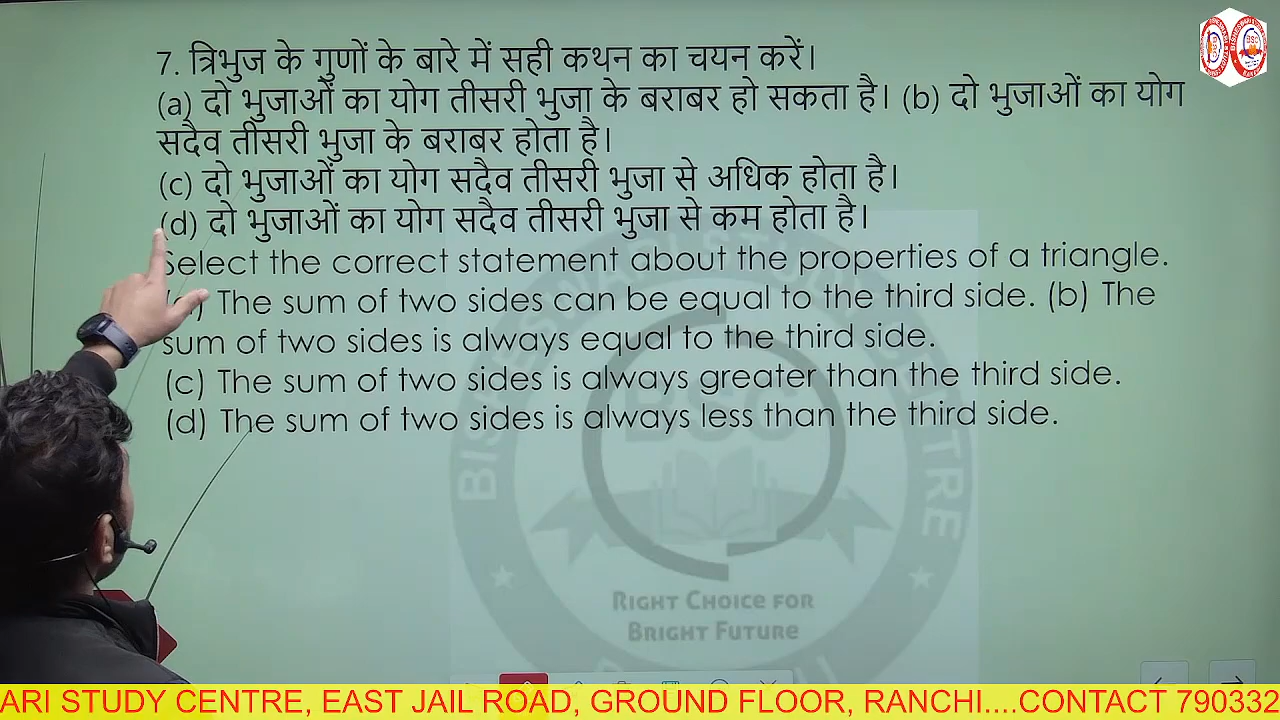 7. त्रिभुज के गुणों के बारे में सही कथन का चयन करें।
(a) दो भुजाओं का योग तीसरी भुजा के बराबर हो सकता है। (b) दो भुजाओं का योग
सदैव तीसरी भुजा के बराबर होता है।
(c) दो भुजाओं का योग सदैव तीसरी भुजा से अधिक होता है।
(d) दो भुजाओं का योग सदैव तीसरी भुजा से कम होता है।
Select the correct statement about the properties of a triangle.
The sum of two sides can be equal to the third side. (b) The
sum of two sides is always equal to the third side.
(c) The sum of two sides is always greater than the third side.
(d) The sum of two sides is always less than the third side.
BSC
RIGHT CHOICE FOR
BRIGHT FUTURE
ARI STUDY CENTRE, EAST JAIL ROAD, GROUND FLOOR, RANCHI....CONTACT 790332